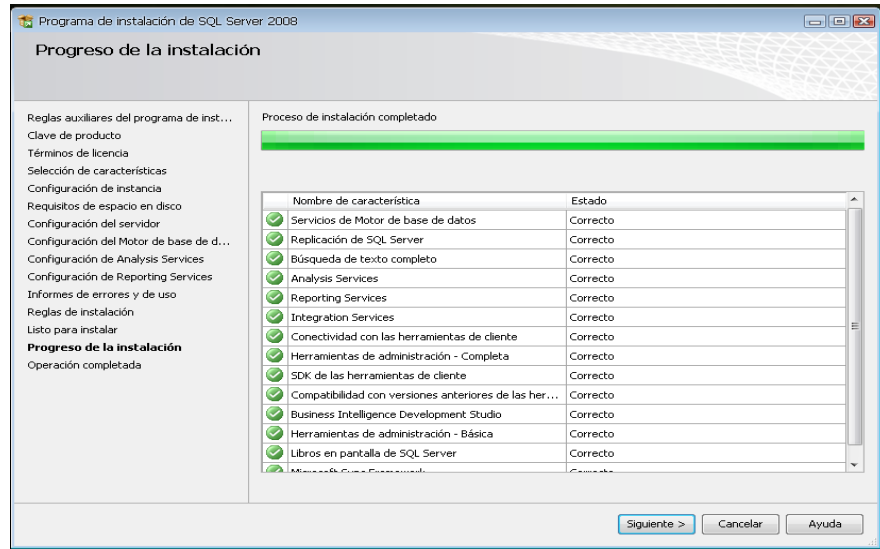 Programa de instalación de SQL Server 2008
Progreso de la instalación
Reglas auxiliares del programa de inst...
Clave de producto
Términos de licencia
Selección de características
Configuración de instancia
Requisitos de espacio en disco
Configuración del servidor
Configuración del Motor de base de d...
Configuración de Analysis Services
Configuración de Reporting Services
Informes de errores y de uso
Reglas de instalación
Listo para instalar
Progreso de la instalación
Operación completada
Proceso de instalación completado
Nombre de característica Estado
Servicios de Motor de base de datos Correcto
Replicación de SQL Server Correcto
Búsqueda de texto completo Correcto
Analysis Services Correcto
Reporting Services Correcto
Integration Services Correcto
Conectividad con las herramientas de cliente Correcto
Herramientas de administración - Completa Correcto
SDK de las herramientas de cliente Correcto
Compatibilidad con versiones anteriores de las her... Correcto
Business Intelligence Development Studio Correcto
Herramientas de administración - Básica Correcto
Libros en pantalla de SQL Server Correcto
Microsoft Sync Framework Correcto
Siguiente > Cancelar Ayuda